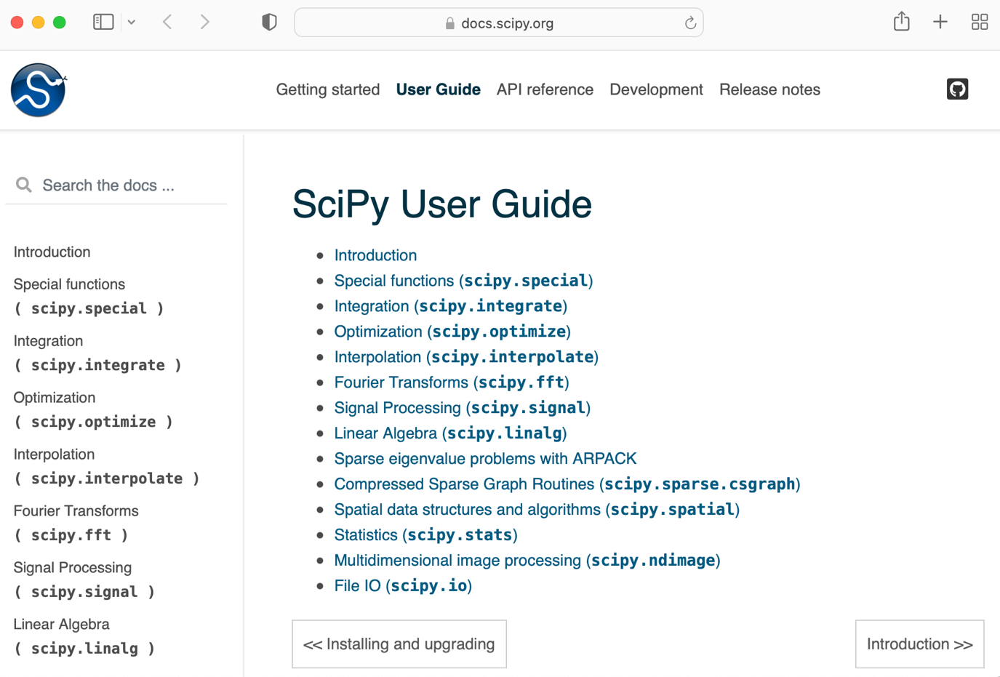 docs.scipy.org
Getting started User Guide API reference Development Release notes
Search the docs ...
Introduction
Special functions
( scipy.special )
Integration
( scipy.integrate )
Optimization
( scipy.optimize )
Interpolation
( scipy.interpolate )
Fourier Transforms
( scipy.fft )
Signal Processing
( scipy.signal )
Linear Algebra
( scipy.linalg )
SciPy User Guide
Introduction
Special functions (scipy.special)
Integration (scipy.integrate)
Optimization (scipy.optimize)
Interpolation (scipy.interpolate)
Fourier Transforms (scipy.fft)
Signal Processing (scipy.signal)
Linear Algebra (scipy.linalg)
Sparse eigenvalue problems with ARPACK
Compressed Sparse Graph Routines (scipy.sparse.csgraph)
Spatial data structures and algorithms (scipy.spatial)
Statistics (scipy.stats)
Multidimensional image processing (scipy.ndimage)
File IO (scipy.io)
<< Installing and upgrading
Introduction >>